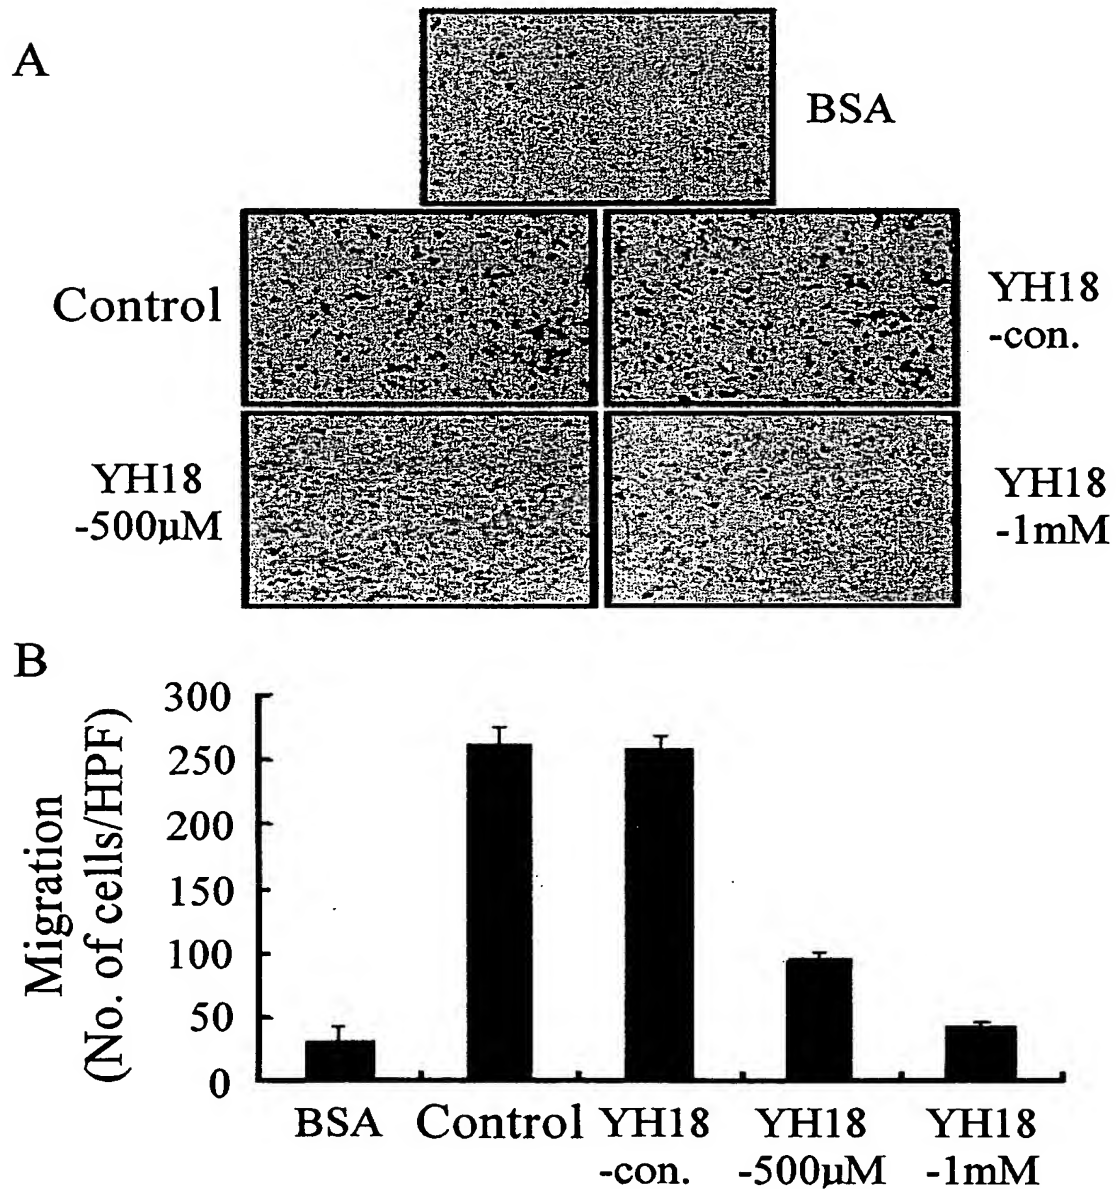 A
BSA
Control
YH18
-con.
YH18
-500μM
YH18
-1mM
B
Migration
(No. of cells/HPF)
300
250
200
150
100
50
0
BSA
Control
YH18
-con.
YH18
-500μM
YH18
-1mM